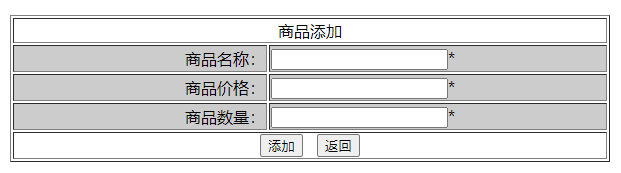 商品添加
商品名称： *
商品价格： *
商品数量： *
添加 返回